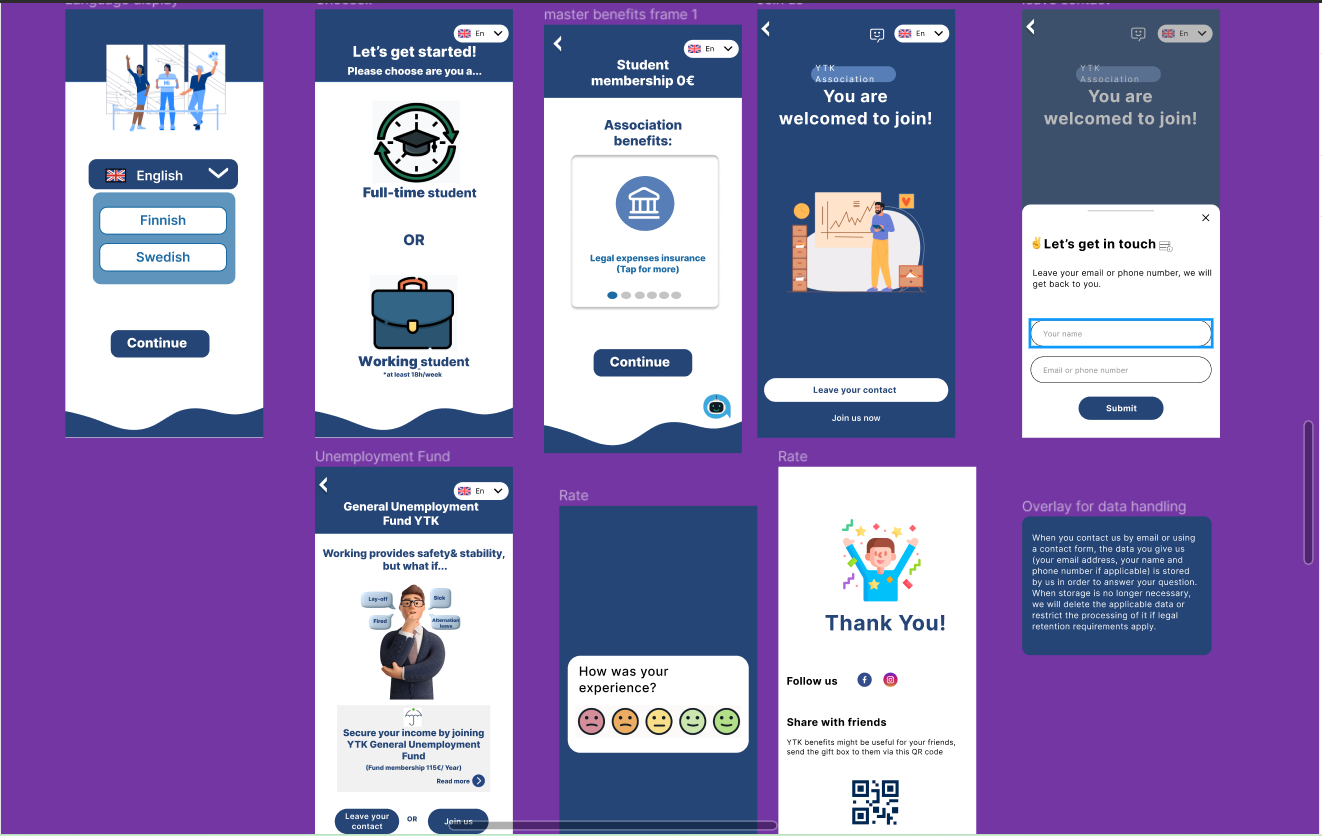 Language display
Choose..
master benefits frame 1
Join us
leave contact
English
Finnish
Swedish
Continue
En
Let's get started!
Please choose are you a...
Full-time student
OR
Working student
*at least 18h/week
En
Student
membership 0€
Association
benefits:
Legal expenses insurance
(Tap for more)
Continue
En
YTK
Association
You are
welcomed to join!
Leave your contact
Join us now
En
YTK
Association
You are
welcomed to join!
Let's get in touch
Leave your email or phone number, we will
get back to you.
Your name
Email or phone number
Submit
Unemployment Fund
En
General Unemployment
Fund YTK
Working provides safety& stability,
but what if...
Lay-off
Sick
Fired
Alternation
leave
Secure your income by joining
YTK General Unemployment
Fund
(Fund membership 115€/ Year)
Read more
Leave your
contact
OR
Join us
Rate
How was your
experience?
Rate
Thank You!
Follow us
Share with friends
YTK benefits might be useful for your friends,
send the gift box to them via this QR code
Overlay for data handling
When you contact us by email or using
a contact form, the data you give us
(your email address, your name and
phone number if applicable) is stored
by us in order to answer your question.
When storage is no longer necessary,
we will delete the applicable data or
restrict the processing of it if legal
retention requirements apply.